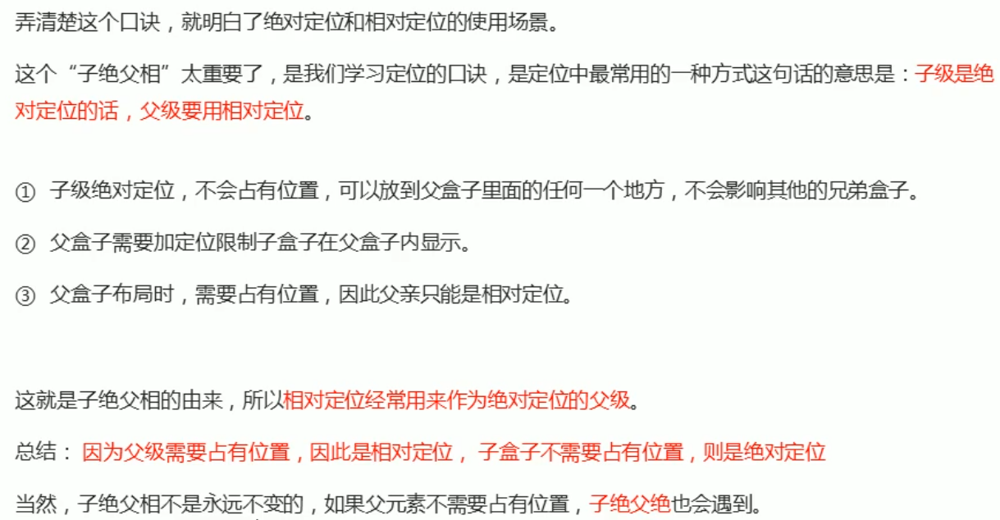 弄清楚这个口诀，就明白了绝对定位和相对定位的使用场景。
这个“子绝父相”太重要了，是我们学习定位的口诀，是定位中最常用的一种方式这句话的意思是：子级是绝
对定位的话，父级要用相对定位。
① 子级绝对定位，不会占有位置，可以放到父盒子里面的任何一个地方，不会影响其他的兄弟盒子。
② 父盒子需要加定位限制子盒子在父盒子内显示。
③ 父盒子布局时，需要占有位置，因此父亲只能是相对定位。
这就是子绝父相的由来，所以相对定位经常用来作为绝对定位的父级。
总结： 因为父级需要占有位置，因此是相对定位， 子盒子不需要占有位置，则是绝对定位
当然，子绝父相不是永远不变的，如果父元素不需要占有位置，子绝父绝也会遇到。